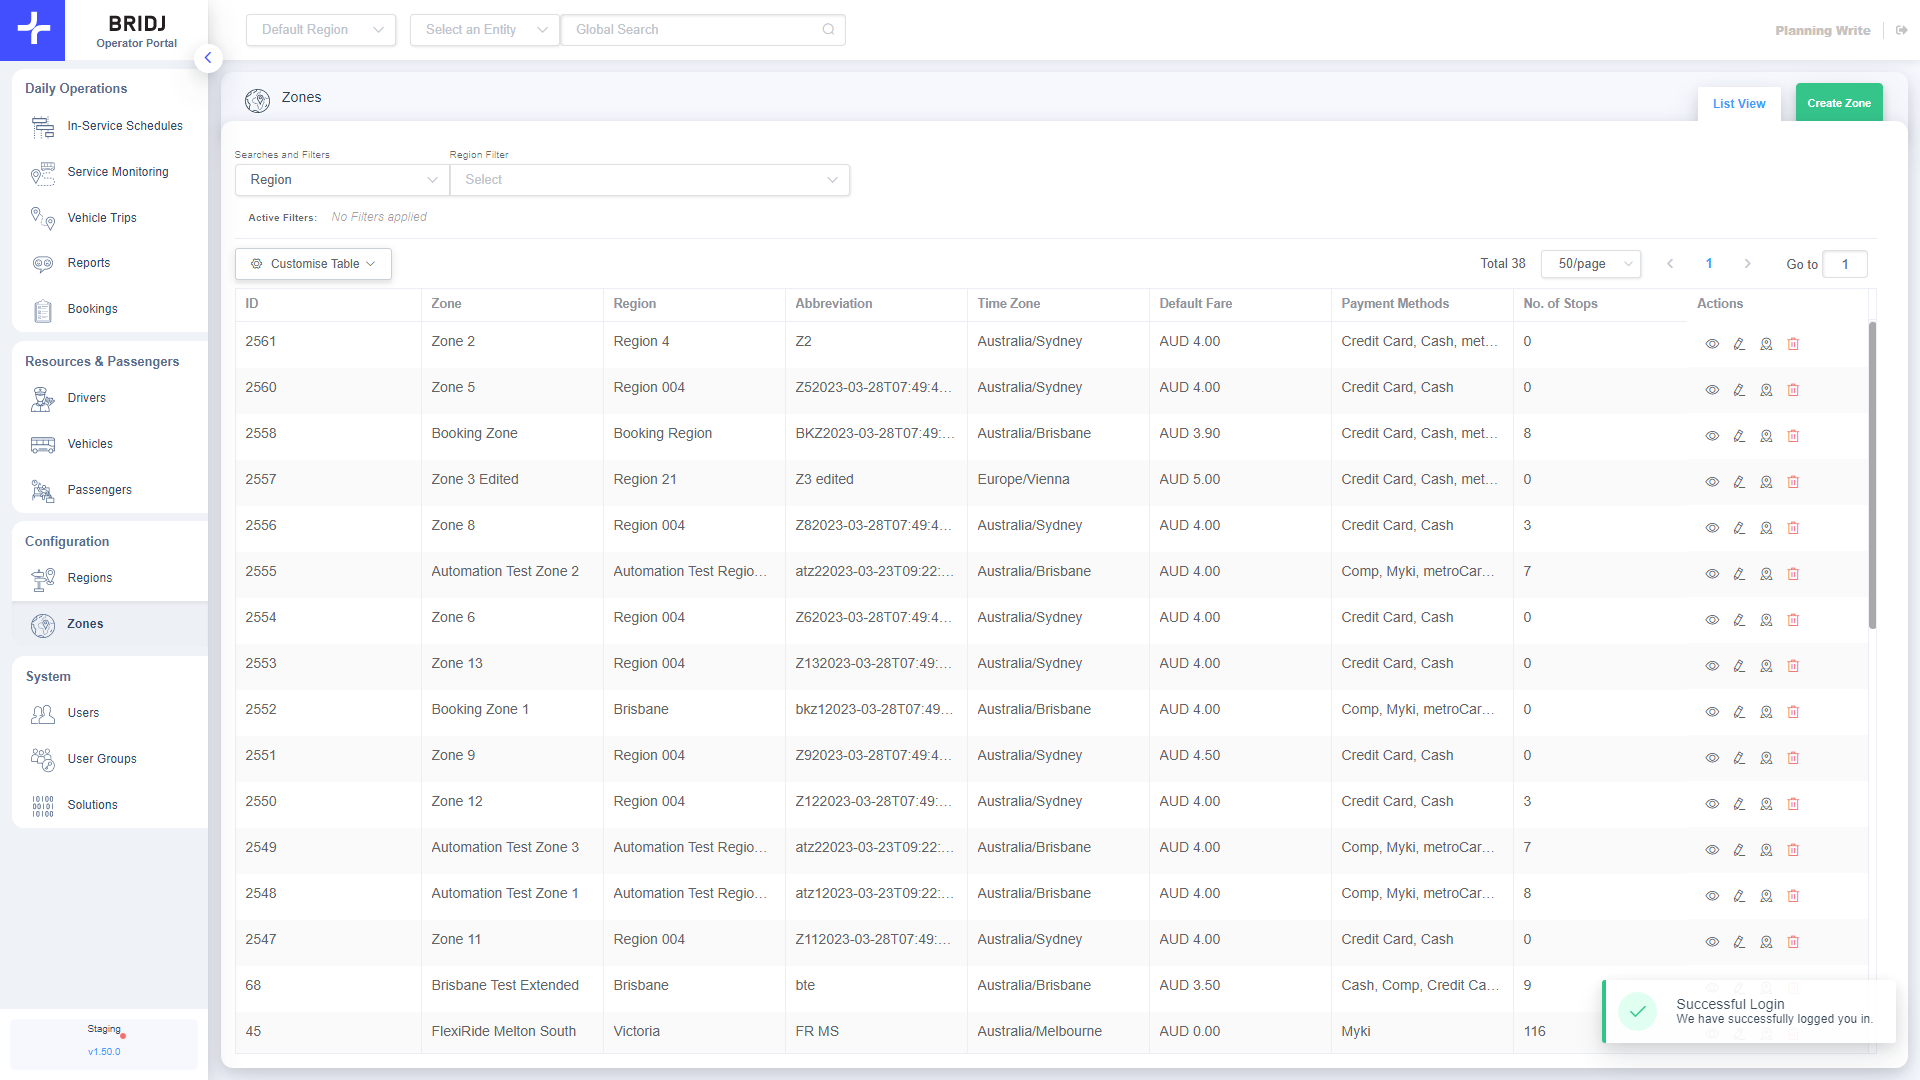 BRIDJ
Operator Portal
Default Region
Select an Entity
Global Search
Planning Write
Daily Operations
In-Service Schedules
Service Monitoring
Vehicle Trips
Reports
Bookings
Resources & Passengers
Drivers
Vehicles
Passengers
Configuration
Regions
Zones
System
Users
User Groups
Solutions
Staging
v1.50.0
Zones
List View
Create Zone
Searches and Filters
Region Filter
Region
Select
Active Filters: No Filters applied
Customise Table
Total 38
50/page
1
Go to
1
ID Zone Region Abbreviation Time Zone Default Fare Payment Methods No. of Stops Actions
2561 Zone 2 Region 4 Z2 Australia/Sydney AUD 4.00 Credit Card, Cash, met... 0
2560 Zone 5 Region 004 Z52023-03-28T07:49:4... Australia/Sydney AUD 4.00 Credit Card, Cash 0
2558 Booking Zone Booking Region BKZ2023-03-28T07:49:... Australia/Brisbane AUD 3.90 Credit Card, Cash, met... 8
2557 Zone 3 Edited Region 21 Z3 edited Europe/Vienna AUD 5.00 Credit Card, Cash, met... 0
2556 Zone 8 Region 004 Z82023-03-28T07:49:4... Australia/Sydney AUD 4.00 Credit Card, Cash 3
2555 Automation Test Zone 2 Automation Test Regio... atz22023-03-23T09:22:... Australia/Brisbane AUD 4.00 Comp, Myki, metroCar... 7
2554 Zone 6 Region 004 Z62023-03-28T07:49:4... Australia/Sydney AUD 4.00 Credit Card, Cash 0
2553 Zone 13 Region 004 Z132023-03-28T07:49:... Australia/Sydney AUD 4.00 Credit Card, Cash 0
2552 Booking Zone 1 Brisbane bkz12023-03-28T07:49... Australia/Brisbane AUD 4.00 Comp, Myki, metroCar... 0
2551 Zone 9 Region 004 Z92023-03-28T07:49:4... Australia/Sydney AUD 4.50 Credit Card, Cash 0
2550 Zone 12 Region 004 Z122023-03-28T07:49:... Australia/Sydney AUD 4.00 Credit Card, Cash 3
2549 Automation Test Zone 3 Automation Test Regio... atz22023-03-23T09:22:... Australia/Brisbane AUD 4.00 Comp, Myki, metroCar... 7
2548 Automation Test Zone 1 Automation Test Regio... atz12023-03-23T09:22:... Australia/Brisbane AUD 4.00 Comp, Myki, metroCar... 8
2547 Zone 11 Region 004 Z112023-03-28T07:49:... Australia/Sydney AUD 4.00 Credit Card, Cash 0
68 Brisbane Test Extended Brisbane bte Australia/Brisbane AUD 3.50 Cash, Comp, Credit Ca... 9
45 FlexiRide Melton South Victoria FR MS Australia/Melbourne AUD 0.00 Myki 116
Successful Login
We have successfully logged you in.